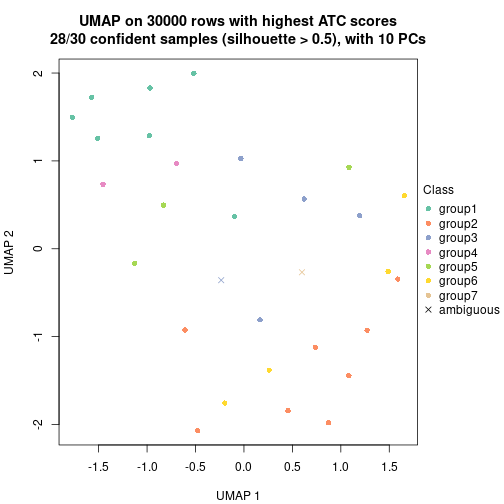 UMAP on 30000 rows with highest ATC scores
28/30 confident samples (silhouette > 0.5), with 10 PCs
2
1
0
-1
-2
UMAP 2
-1.5 -1.0 -0.5 0.0 0.5 1.0 1.5
UMAP 1
Class
group1
group2
group3
group4
group5
group6
group7
ambiguous